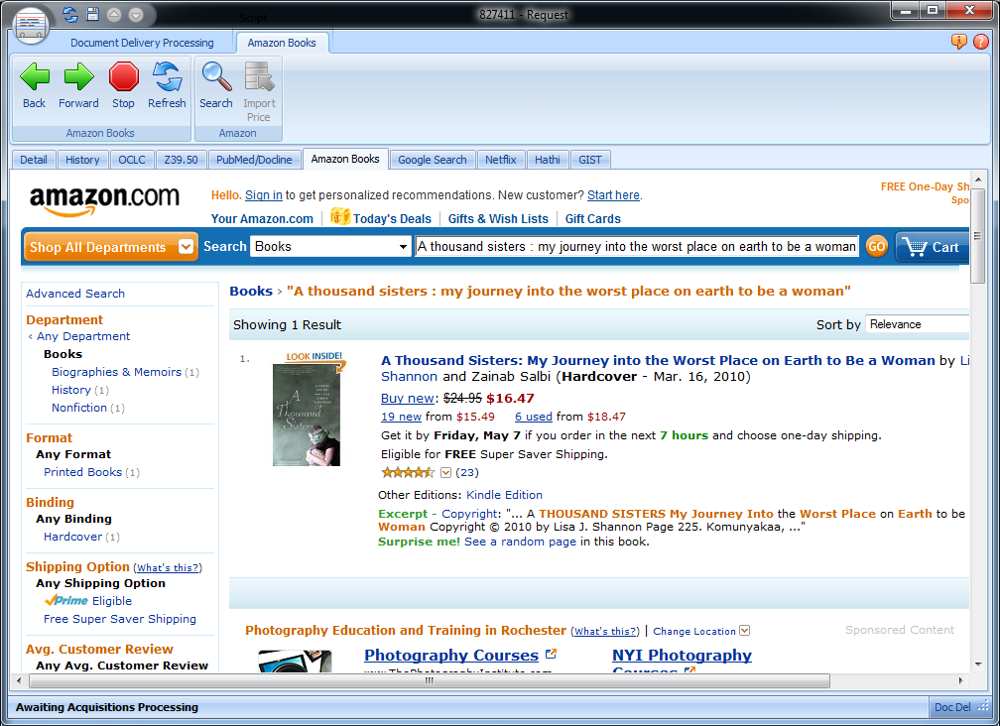 Script
827411 - Request
Document Delivery Processing
Amazon Books
Back
Forward
Stop
Refresh
Search
Import
Price
Amazon Books
Amazon
Detail
History
OCLC
Z39.50
PubMed/Docline
Amazon Books
Google Search
Netflix
Hathi
GIST
amazon.com
Hello. Sign in to get personalized recommendations. New customer? Start here.
FREE One-Day Sh
Spo
Your Amazon.com
Today's Deals
Gifts & Wish Lists
Gift Cards
Shop All Departments
Search
Books
A thousand sisters : my journey into the worst place on earth to be a woman
GO
Cart
Advanced Search
Department
‹ Any Department
Books
Biographies & Memoirs (1)
History (1)
Nonfiction (1)
Format
Any Format
Printed Books (1)
Binding
Any Binding
Hardcover (1)
Shipping Option (What's this?)
Any Shipping Option
Prime Eligible
Free Super Saver Shipping
Avg. Customer Review
Any Avg. Customer Review
Books › "A thousand sisters : my journey into the worst place on earth to be a woman"
Showing 1 Result
Sort by
Relevance
1.
LOOK INSIDE!
A
Thousand
Sisters
A Thousand Sisters: My Journey into the Worst Place on Earth to Be a Woman by Li
Shannon and Zainab Salbi (Hardcover - Mar. 16, 2010)
Buy new: $24.95 $16.47
19 new from $15.49 6 used from $18.47
Get it by Friday, May 7 if you order in the next 7 hours and choose one-day shipping.
Eligible for FREE Super Saver Shipping.
(23)
Other Editions: Kindle Edition
Excerpt - Copyright: "... A THOUSAND SISTERS My Journey Into the Worst Place on Earth to be
Woman Copyright © 2010 by Lisa J. Shannon Page 225. Komunyakaa, ..."
Surprise me! See a random page in this book.
Photography Education and Training in Rochester (What's this?) | Change Location
Sponsored Content
Photography Courses
www.ThePhotographyInstitute.com
NYI Photography
Courses
Awaiting Acquisitions Processing
Doc Del